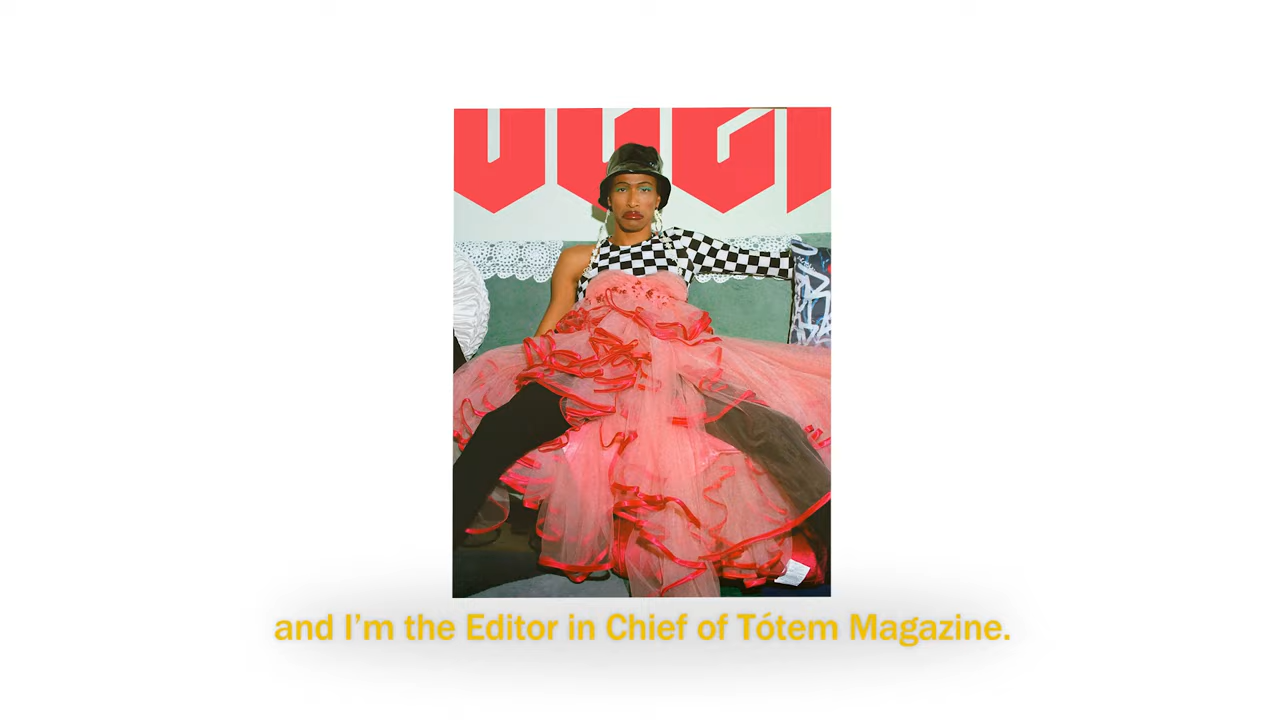 and I'm the Editor in Chief of Tótem Magazine.